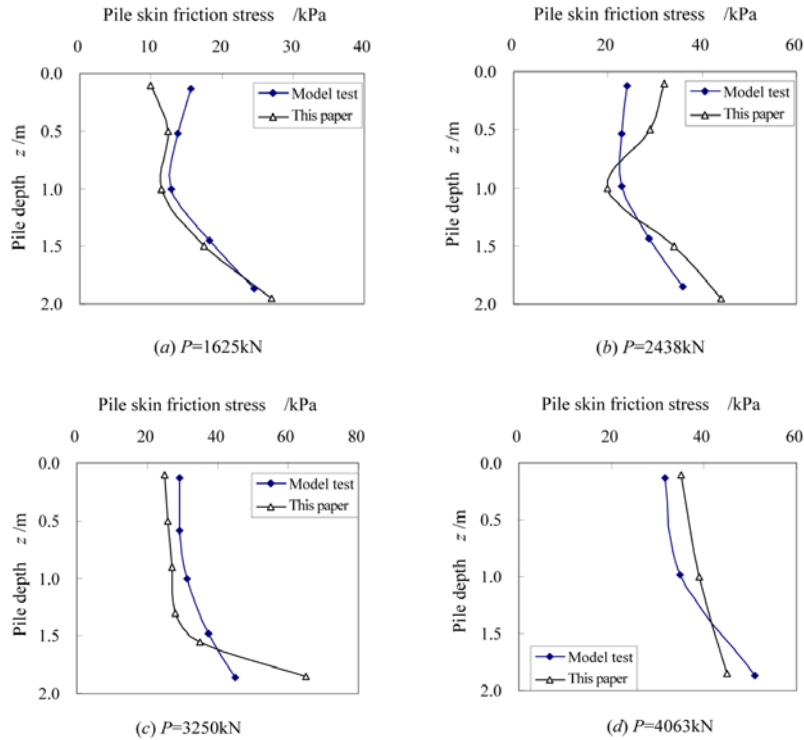 Pile skin friction stress /kPa
0 10 20 30 40
0.0
0.5
1.0
1.5
2.0
Pile depth z /m
Model test
This paper
(a) P=1625kN
Pile skin friction stress /kPa
0 20 40 60
0.0
0.5
1.0
1.5
2.0
Pile depth z /m
Model test
This paper
(b) P=2438kN
Pile skin friction stress /kPa
0 20 40 60 80
0.0
0.5
1.0
1.5
2.0
Pile depth z /m
Model test
This paper
(c) P=3250kN
Pile skin friction stress /kPa
0 20 40 60
0.0
0.5
1.0
1.5
2.0
Pile depth z /m
Model test
This paper
(d) P=4063kN